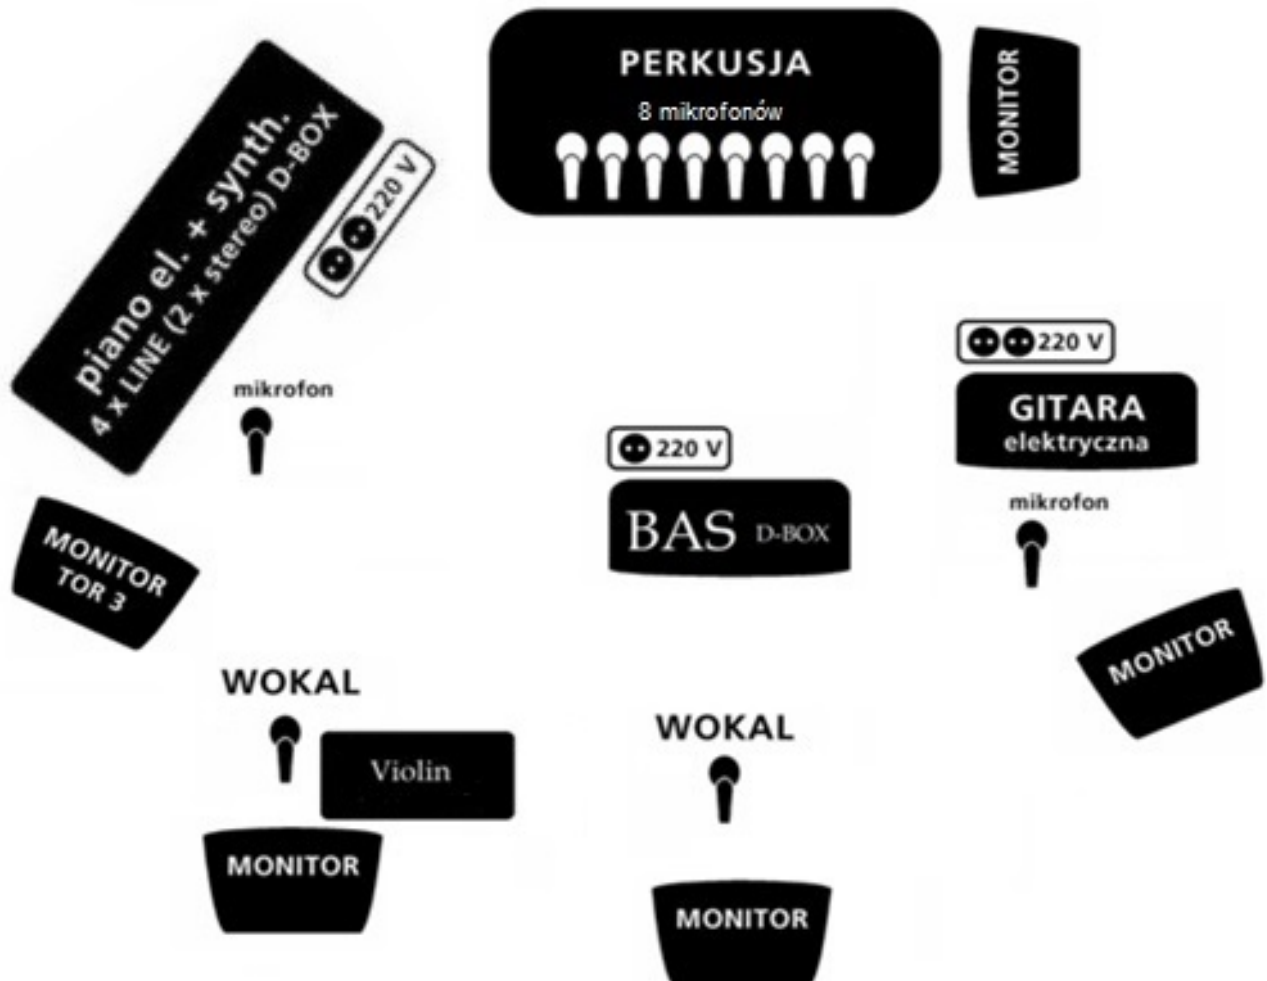 PERKUSJA
8 mikrofonów
MONITOR
piano el. + synth.
4 x LINE (2 x stereo) D-BOX
220 V
mikrofon
220 V
GITARA
elektryczna
mikrofon
220 V
BAS D-BOX
MONITOR
TOR 3
MONITOR
WOKAL
Violin
MONITOR
WOKAL
MONITOR